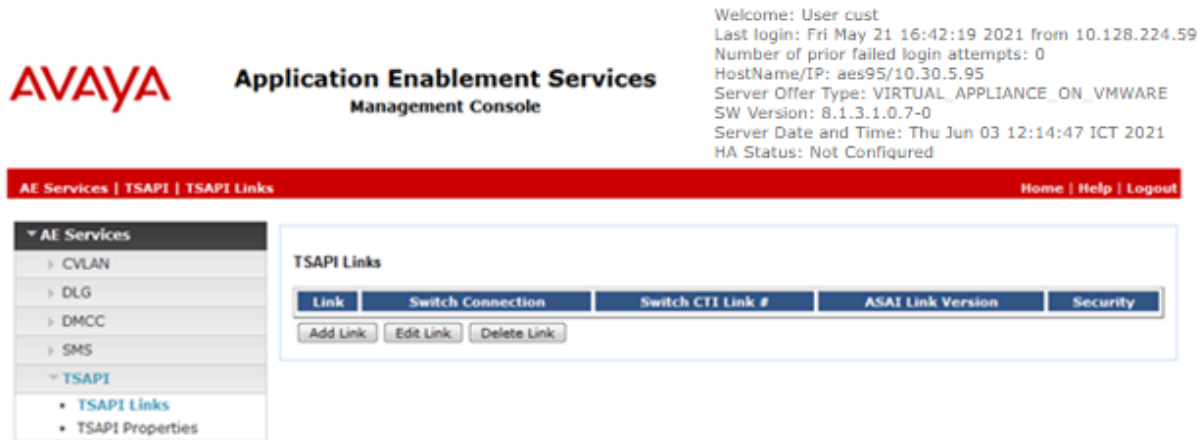 Welcome: User cust
Last login: Fri May 21 16:42:19 2021 from 10.128.224.59
Number of prior failed login attempts: 0
HostName/IP: aes95/10.30.5.95
Server Offer Type: VIRTUAL_APPLIANCE_ON_VMWARE
SW Version: 8.1.3.1.0.7-0
Server Date and Time: Thu Jun 03 12:14:47 ICT 2021
HA Status: Not Configured
AVAYA
Application Enablement Services
Management Console
AE Services | TSAPI | TSAPI Links
Home | Help | Logout
AE Services
CVLAN
DLG
DMCC
SMS
TSAPI
TSAPI Links
TSAPI Properties
TSAPI Links
Link Switch Connection Switch CTI Link # ASAI Link Version Security
Add Link Edit Link Delete Link